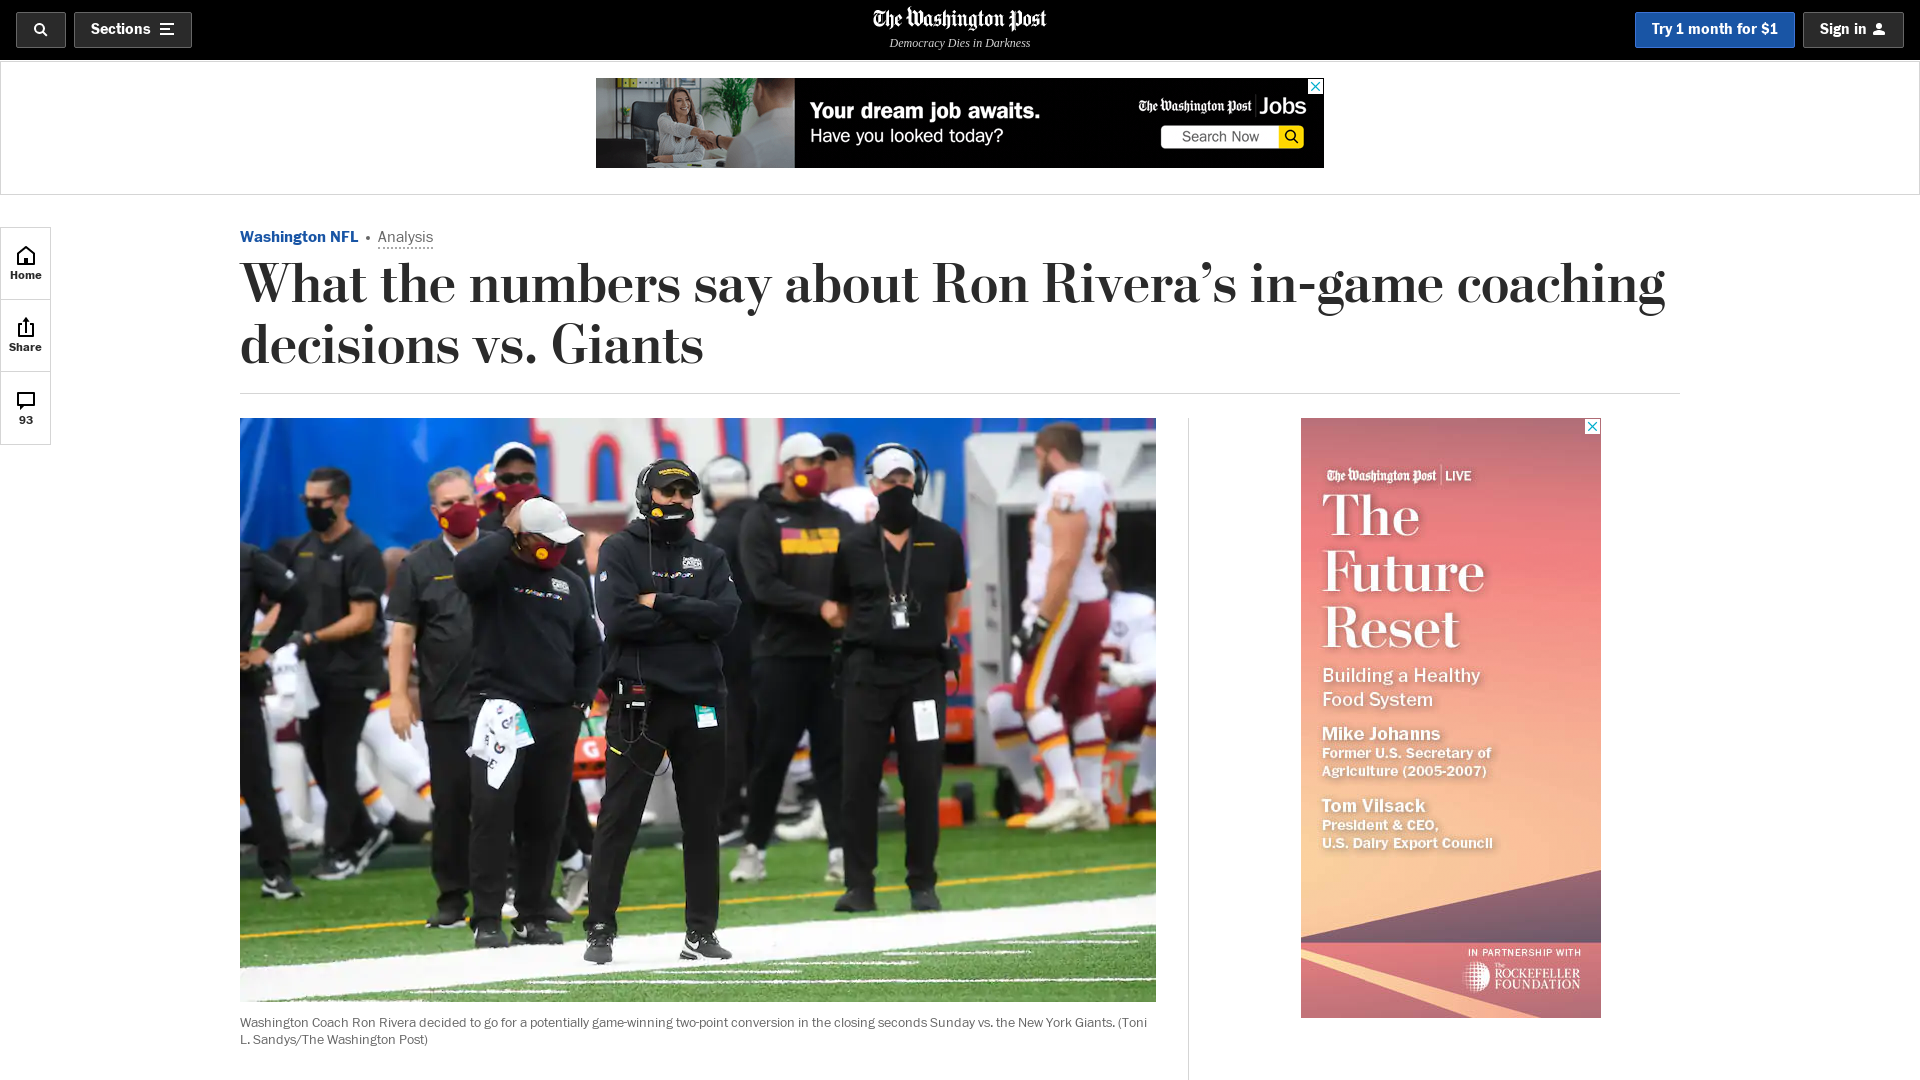 Sections
The Washington Post
Democracy Dies in Darkness
Try 1 month for $1
Sign in
Your dream job awaits.
Have you looked today?
The Washington Post Jobs
Search Now
Home
Share
93
Washington NFL • Analysis
What the numbers say about Ron Rivera’s in-game coaching
decisions vs. Giants
Washington Coach Ron Rivera decided to go for a potentially game-winning two-point conversion in the closing seconds Sunday vs. the New York Giants. (Toni
L. Sandys/The Washington Post)
The Washington Post LIVE
The
Future
Reset
Building a Healthy
Food System
Mike Johanns
Former U.S. Secretary of
Agriculture (2005-2007)
Tom Vilsack
President & CEO,
U.S. Dairy Export Council
IN PARTNERSHIP WITH
The
ROCKEFELLER
FOUNDATION